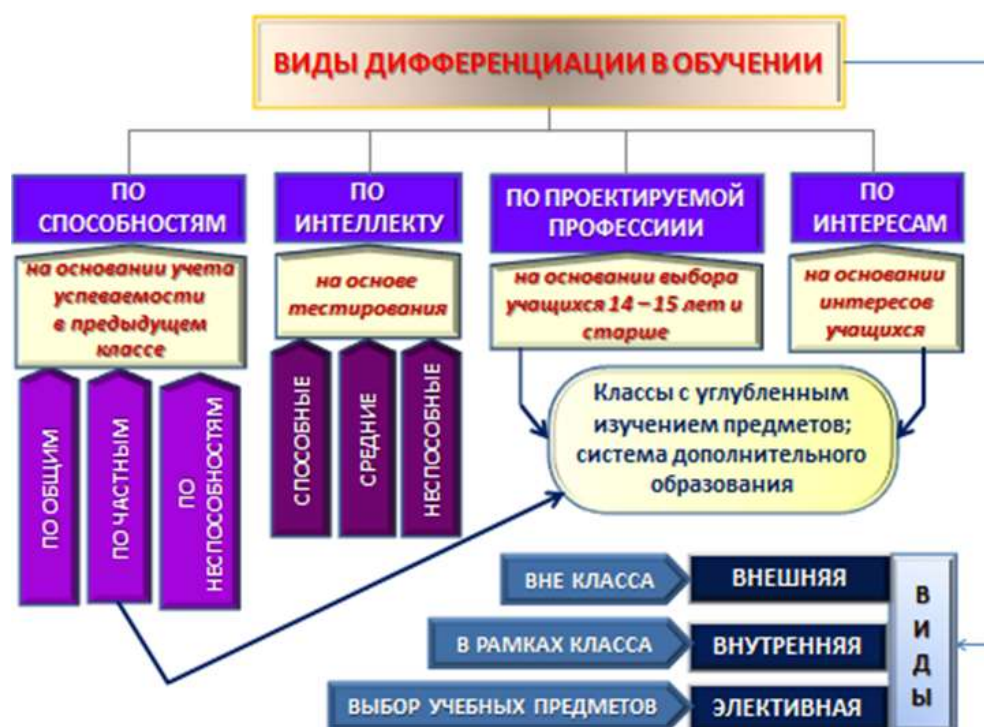 ВИДЫ ДИФФЕРЕНЦИАЦИИ В ОБУЧЕНИИ
ПО
СПОСОБНОСТЯМ
на основании учета
успеваемости
в предыдущем
классе
ПО ОБЩИМ
ПО ЧАСТНЫМ
ПО
НЕСПОСОБНОСТЯМ
ПО
ИНТЕЛЛЕКТУ
на основе
тестирования
СПОСОБНЫЕ
СРЕДНИЕ
НЕСПОСОБНЫЕ
ПО ПРОЕКТИРУЕМОЙ
ПРОФЕССИИИ
на основании выбора
учащихся 14 – 15 лет и
старше
ПО
ИНТЕРЕСАМ
на основании
интересов
учащихся
Классы с углубленным
изучением предметов;
система дополнительного
образования
ВНЕ КЛАССА
ВНЕШНЯЯ
В РАМКАХ КЛАССА
ВНУТРЕННЯЯ
ВЫБОР УЧЕБНЫХ ПРЕДМЕТОВ
ЭЛЕКТИВНАЯ
ВИДЫ